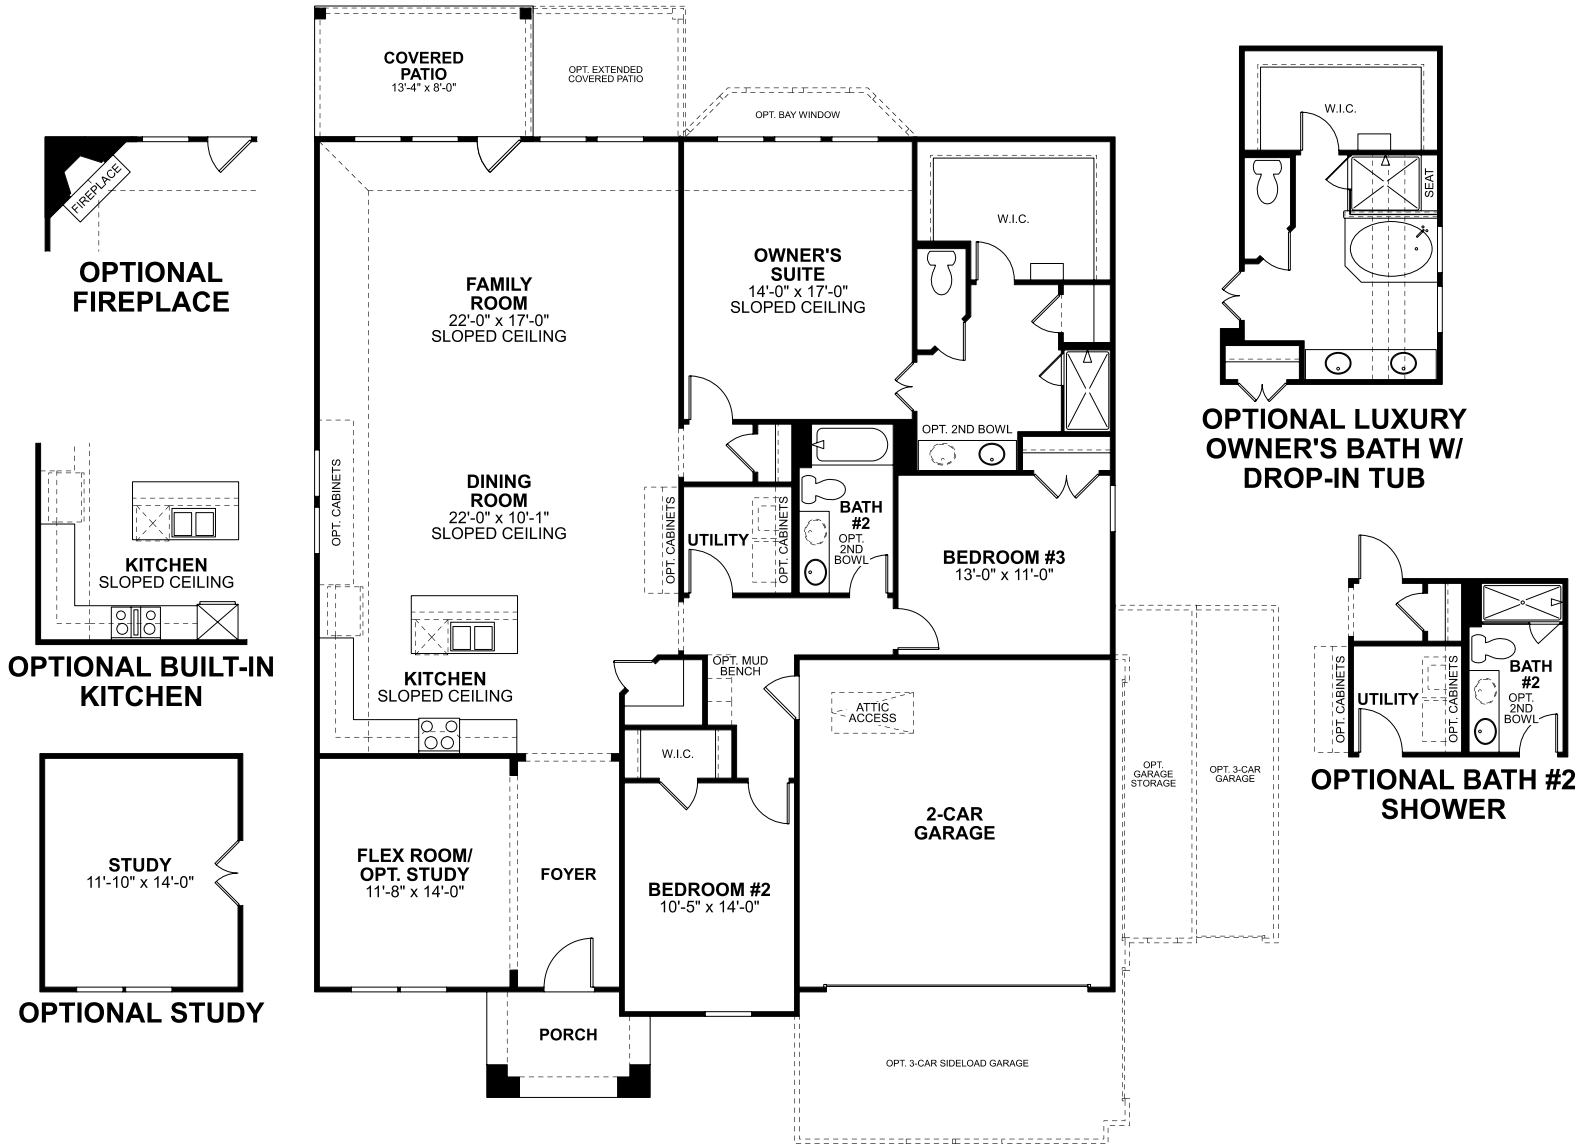 COVERED
PATIO
13'-4" x 8'-0"
OPT. EXTENDED
COVERED PATIO
OPT. BAY WINDOW
W.I.C.
SEAT
FIREPLACE
OPTIONAL
FIREPLACE
FAMILY
ROOM
22'-0" x 17'-0"
SLOPED CEILING
OWNER'S
SUITE
14'-0" x 17'-0"
SLOPED CEILING
W.I.C.
OPT. 2ND BOWL
OPTIONAL LUXURY
OWNER'S BATH W/
DROP-IN TUB
OPT. CABINETS
DINING
ROOM
22'-0" x 10'-1"
SLOPED CEILING
OPT. CABINETS
UTILITY
OPT. CABINETS
BATH
#2
OPT.
2ND
BOWL
BEDROOM #3
13'-0" x 11'-0"
KITCHEN
SLOPED CEILING
OPTIONAL BUILT-IN
KITCHEN
KITCHEN
SLOPED CEILING
OPT. MUD
BENCH
ATTIC
ACCESS
W.I.C.
OPT.
GARAGE
STORAGE
OPT. 3-CAR
GARAGE
OPT. CABINETS
UTILITY
OPT. CABINETS
BATH
#2
OPT.
2ND
BOWL
OPTIONAL BATH #2
SHOWER
STUDY
11'-10" x 14'-0"
OPTIONAL STUDY
FLEX ROOM/
OPT. STUDY
11'-8" x 14'-0"
FOYER
BEDROOM #2
10'-5" x 14'-0"
2-CAR
GARAGE
PORCH
OPT. 3-CAR SIDELOAD GARAGE